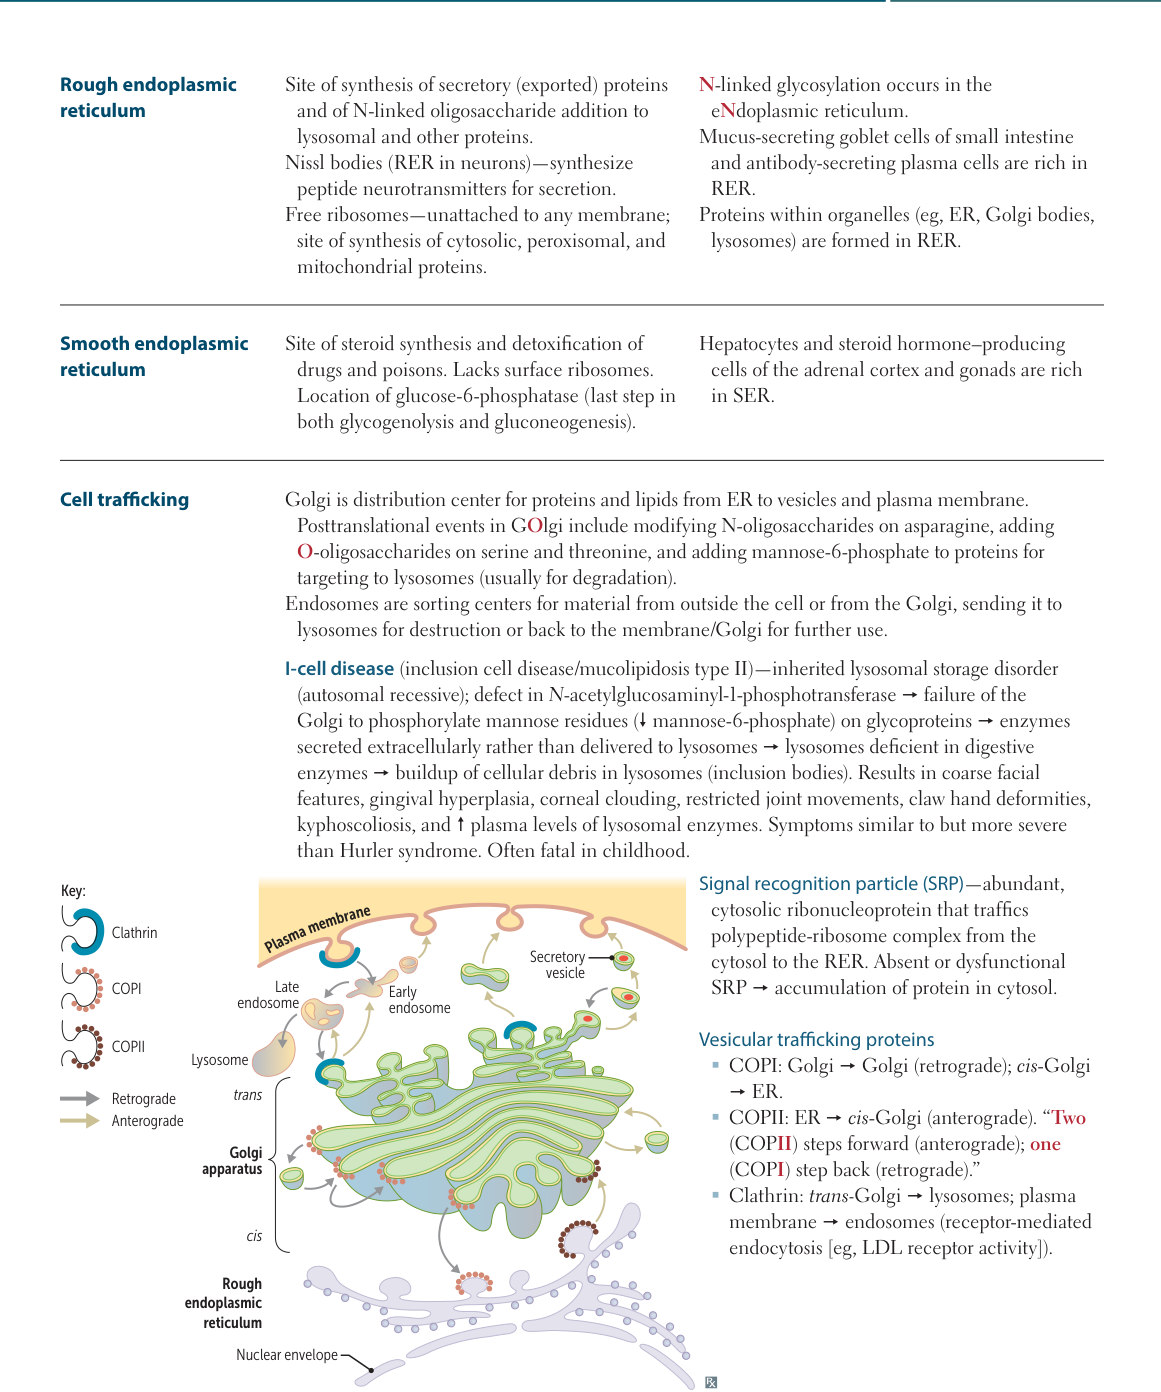 Rough endoplasmic
reticulum
Site of synthesis of secretory (exported) proteins
and of N-linked oligosaccharide addition to
lysosomal and other proteins.
Nissl bodies (RER in neurons)—synthesize
peptide neurotransmitters for secretion.
Free ribosomes—unattached to any membrane;
site of synthesis of cytosolic, peroxisomal, and
mitochondrial proteins.
N-linked glycosylation occurs in the
eNdoplasmic reticulum.
Mucus-secreting goblet cells of small intestine
and antibody-secreting plasma cells are rich in
RER.
Proteins within organelles (eg, ER, Golgi bodies,
lysosomes) are formed in RER.
Smooth endoplasmic
reticulum
Site of steroid synthesis and detoxification of
drugs and poisons. Lacks surface ribosomes.
Location of glucose-6-phosphatase (last step in
both glycogenolysis and gluconeogenesis).
Hepatocytes and steroid hormone–producing
cells of the adrenal cortex and gonads are rich
in SER.
Cell trafficking
Golgi is distribution center for proteins and lipids from ER to vesicles and plasma membrane.
Posttranslational events in GOlgi include modifying N-oligosaccharides on asparagine, adding
O-oligosaccharides on serine and threonine, and adding mannose-6-phosphate to proteins for
targeting to lysosomes (usually for degradation).
Endosomes are sorting centers for material from outside the cell or from the Golgi, sending it to
lysosomes for destruction or back to the membrane/Golgi for further use.
I-cell disease (inclusion cell disease/mucolipidosis type II)—inherited lysosomal storage disorder
(autosomal recessive); defect in N-acetylglucosaminyl-1-phosphotransferase → failure of the
Golgi to phosphorylate mannose residues (↓ mannose-6-phosphate) on glycoproteins → enzymes
secreted extracellularly rather than delivered to lysosomes → lysosomes deficient in digestive
enzymes → buildup of cellular debris in lysosomes (inclusion bodies). Results in coarse facial
features, gingival hyperplasia, corneal clouding, restricted joint movements, claw hand deformities,
kyphoscoliosis, and ↑ plasma levels of lysosomal enzymes. Symptoms similar to but more severe
than Hurler syndrome. Often fatal in childhood.
Key:
Clathrin
COPI
COPII
Retrograde
Anterograde
Plasma membrane
Secretory
vesicle
Late
endosome
Early
endosome
Lysosome
trans
Golgi
apparatus
cis
Rough
endoplasmic
reticulum
Nuclear envelope
Signal recognition particle (SRP)—abundant,
cytosolic ribonucleoprotein that traffics
polypeptide-ribosome complex from the
cytosol to the RER. Absent or dysfunctional
SRP → accumulation of protein in cytosol.
Vesicular trafficking proteins
▪ COPI: Golgi → Golgi (retrograde); cis-Golgi
→ ER.
▪ COPII: ER → cis-Golgi (anterograde). “Two
(COPII) steps forward (anterograde); one
(COPI) step back (retrograde).”
▪ Clathrin: trans-Golgi → lysosomes; plasma
membrane → endosomes (receptor-mediated
endocytosis [eg, LDL receptor activity]).
℞